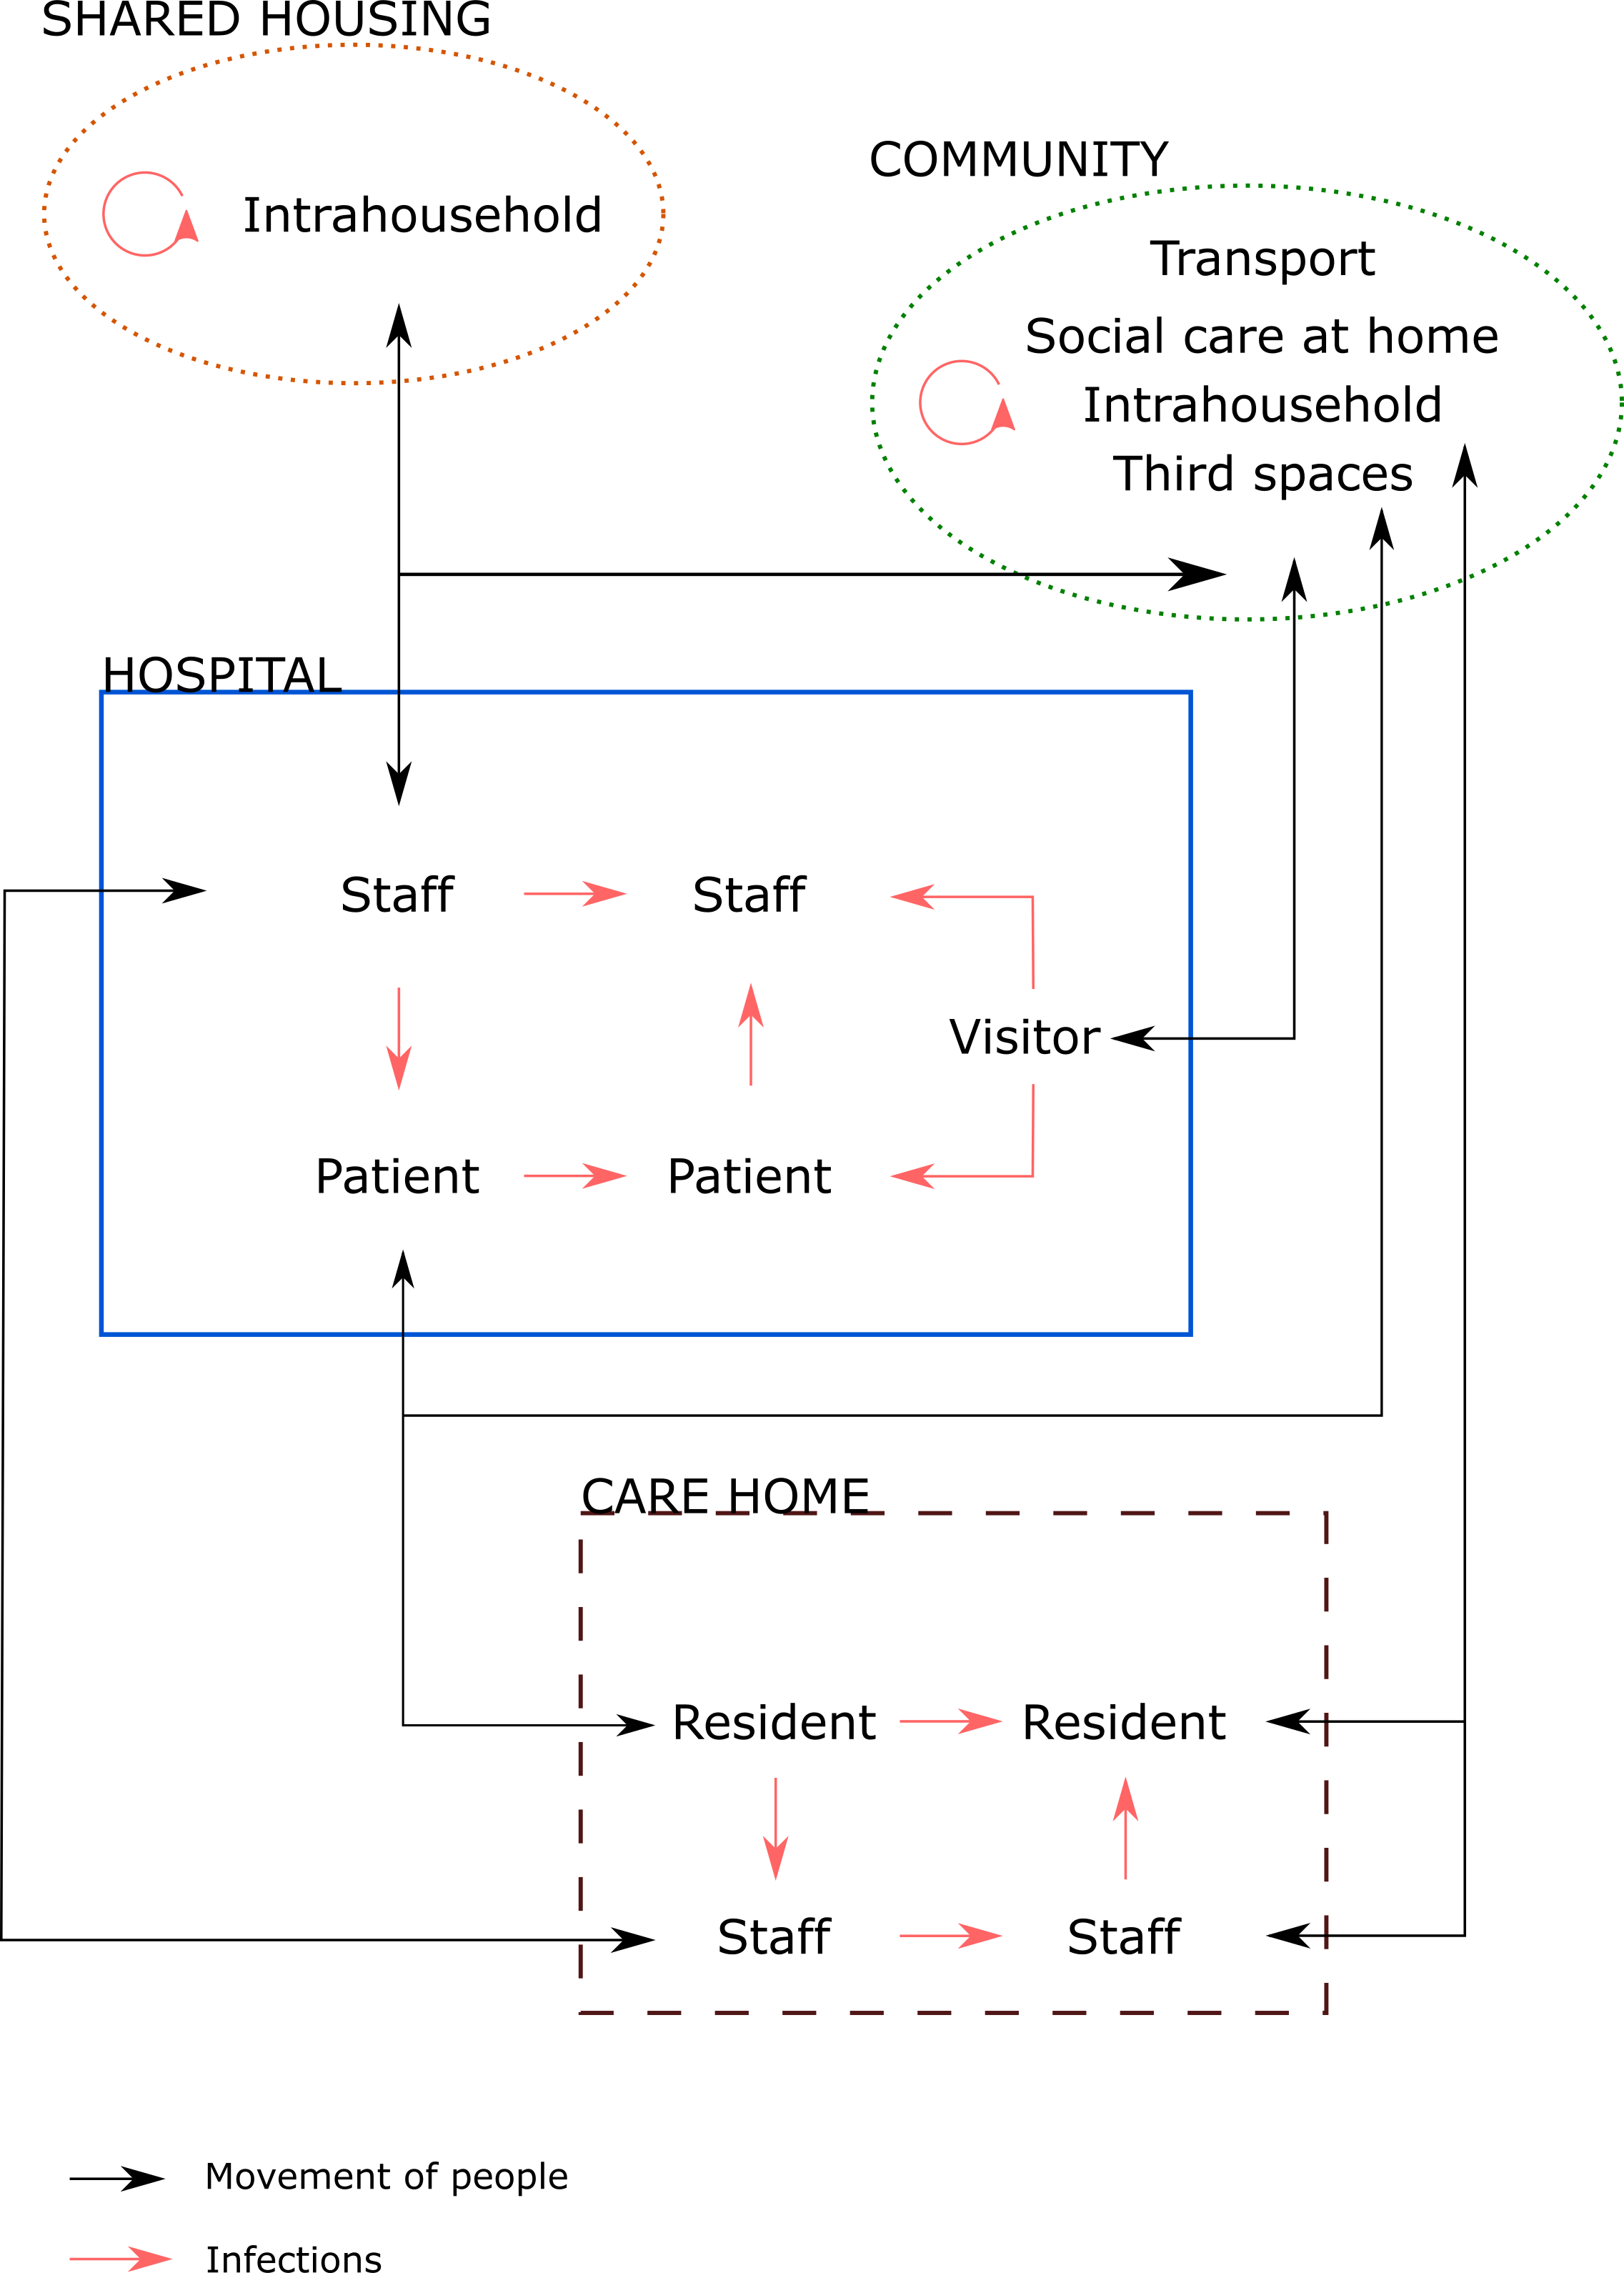 SHARED HOUSING
Intrahousehold
COMMUNITY
Transport
Social care at home
Intrahousehold
Third spaces
HOSPITAL
Staff
Staff
Visitor
Patient
Patient
CARE HOME
Resident
Resident
Staff
Staff
Movement of people
Infections